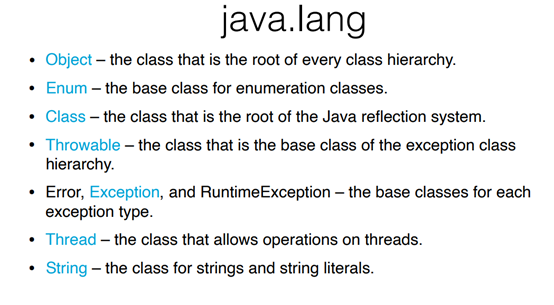 java.lang
• Object – the class that is the root of every class hierarchy.
• Enum – the base class for enumeration classes.
• Class – the class that is the root of the Java reflection system.
• Throwable – the class that is the base class of the exception class
hierarchy.
• Error, Exception, and RuntimeException – the base classes for each
exception type.
• Thread – the class that allows operations on threads.
• String – the class for strings and string literals.